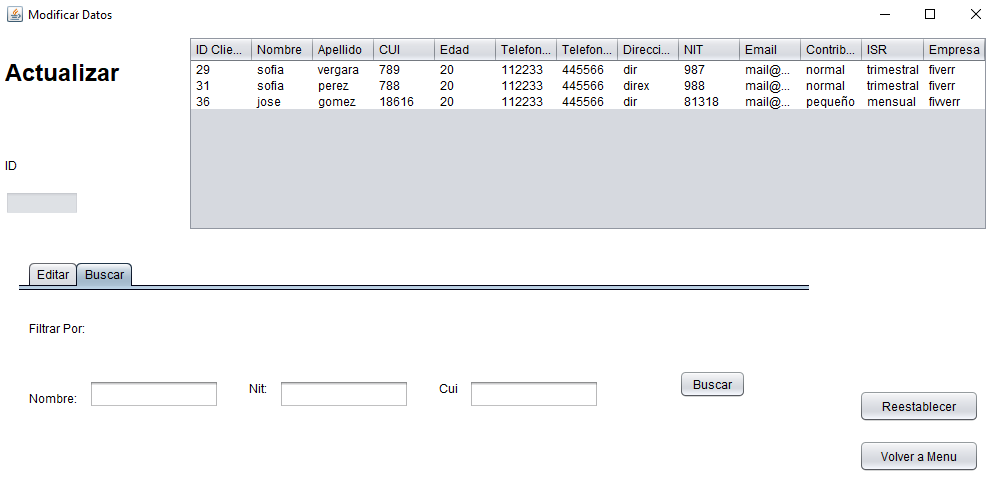 Modificar Datos
Actualizar
ID Clie... Nombre Apellido CUI Edad Telefon... Telefon... Direcci... NIT Email Contrib... ISR Empresa
29 sofia vergara 789 20 112233 445566 dir 987 mail@... normal trimestral fiverr
31 sofia perez 788 20 112233 445566 direx 988 mail@... normal trimestral fiverr
36 jose gomez 18616 20 112233 445566 dir 81318 mail@... pequeño mensual fiverr
ID
Editar Buscar
Filtrar Por:
Nombre: Nit: Cui Buscar
Reestablecer
Volver a Menu